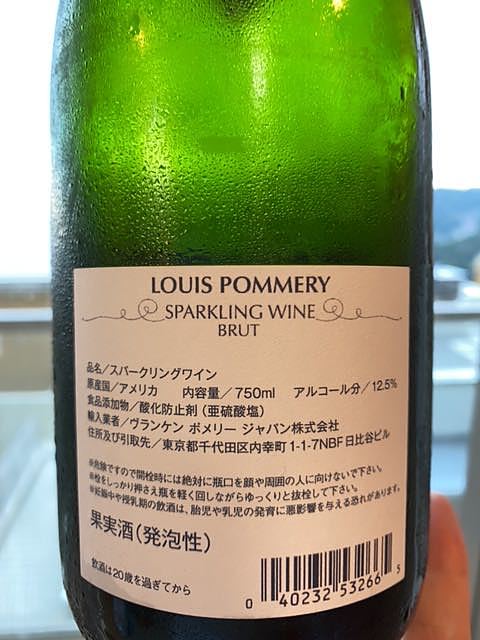 LOUIS POMMERY
SPARKLING WINE
BRUT
品名/スパークリングワイン
原産国/アメリカ 内容量/750ml アルコール分/12.5%
食品添加物/酸化防止剤(亜硫酸塩)
輸入業者/ヴランケン ポメリー ジャパン株式会社
住所及び引取先/東京都千代田区内幸町1-1-7NBF日比谷ビル
※危険ですので開栓時には絶対に瓶口を顔や周囲の人に向けないで下さい。
※栓をしっかり押さえ瓶を軽く回しながらゆっくりと抜栓して下さい。
※妊娠中や授乳期の飲酒は、胎児や乳児の発育に悪影響を与える恐れがあります。
果実酒(発泡性)
飲酒は20歳を過ぎてから
0 40232 53266 5